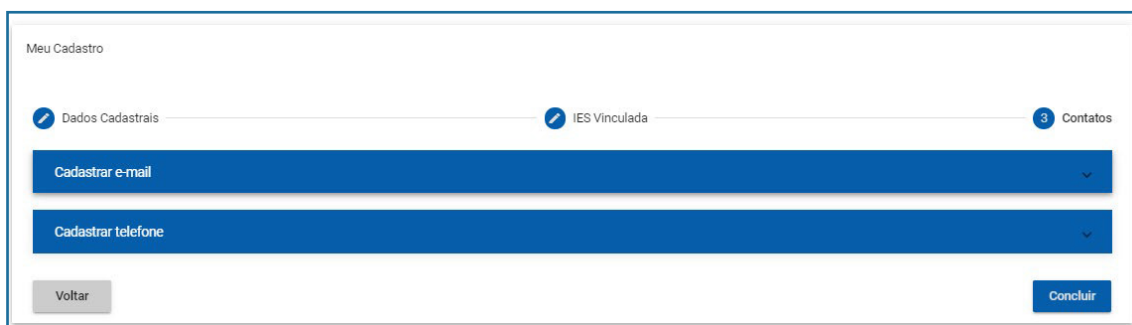 Meu Cadastro
Dados Cadastrais IES Vinculada 3 Contatos
Cadastrar e-mail
Cadastrar telefone
Voltar Concluir